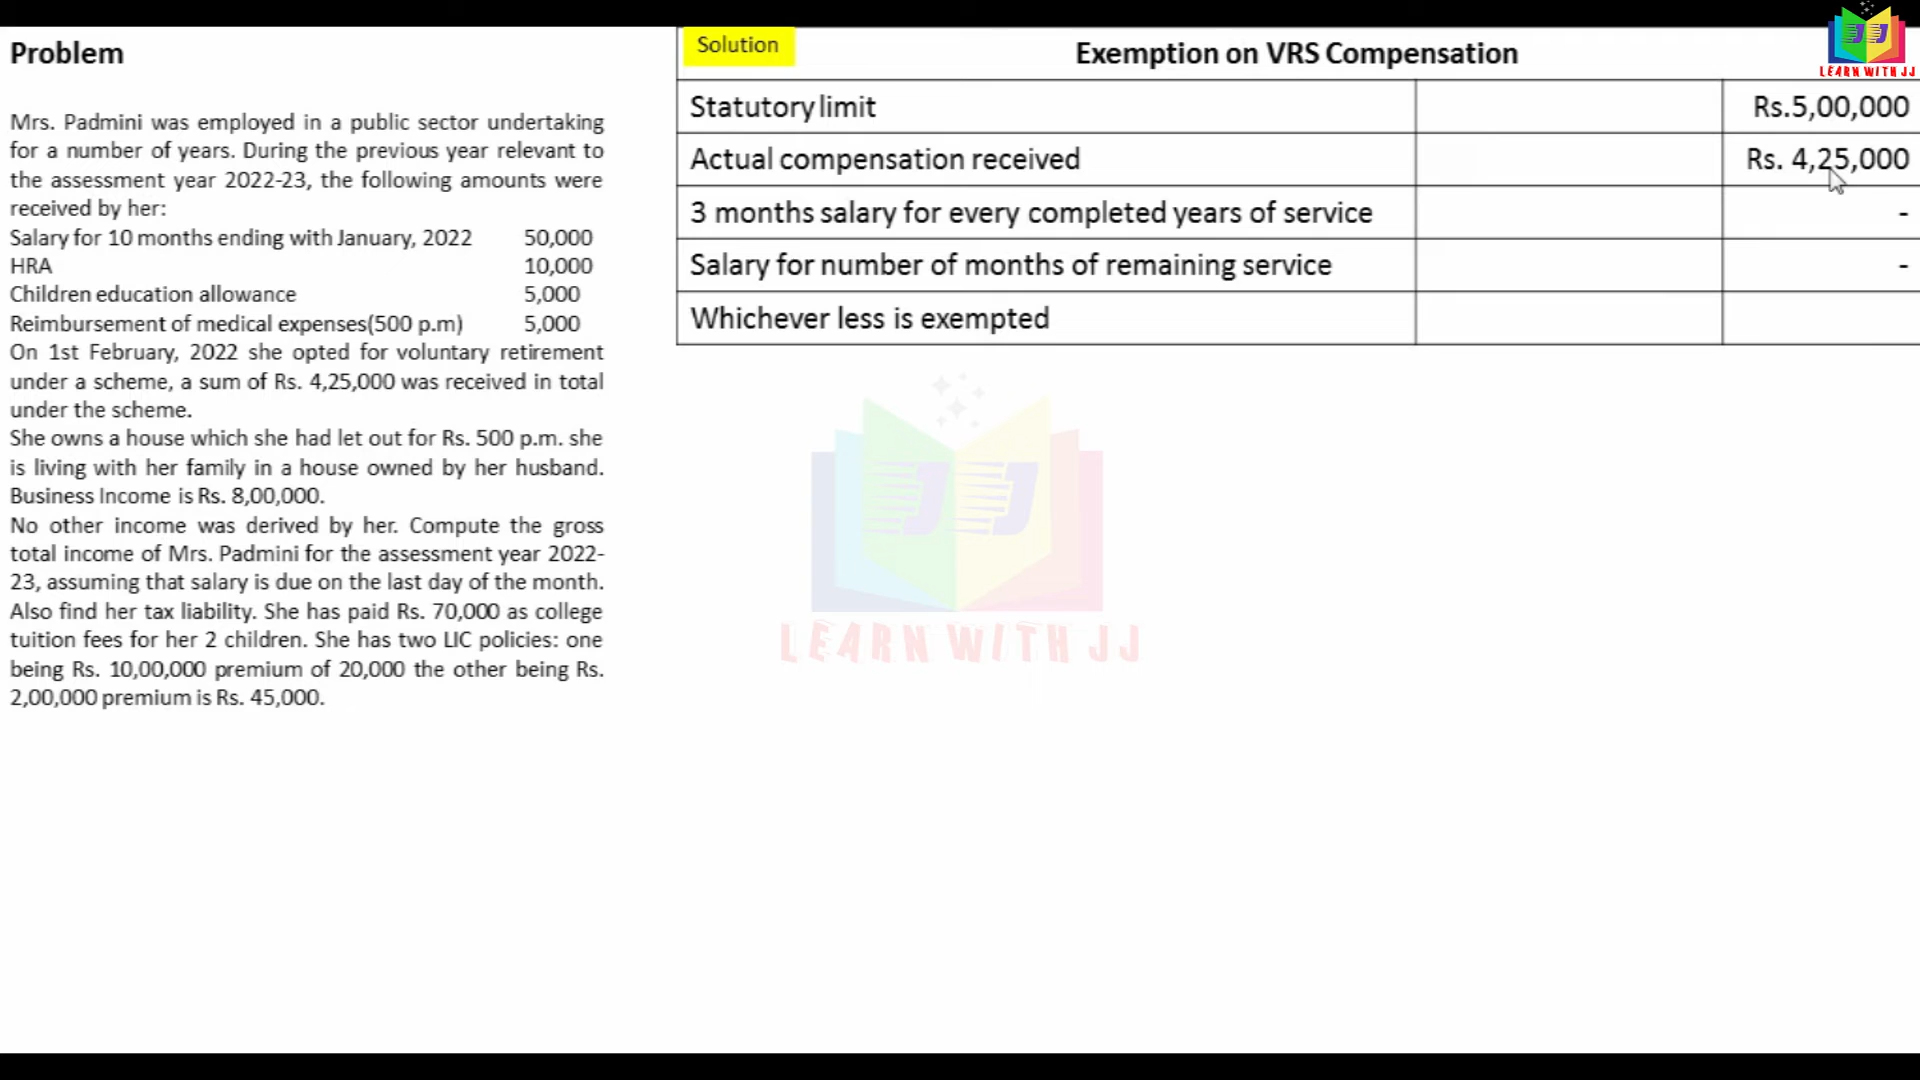 Problem
Mrs. Padmini was employed in a public sector undertaking
for a number of years. During the previous year relevant to
the assessment year 2022-23, the following amounts were
received by her:
Salary for 10 months ending with January, 2022 50,000
HRA 10,000
Children education allowance 5,000
Reimbursement of medical expenses(500 p.m) 5,000
On 1st February, 2022 she opted for voluntary retirement
under a scheme, a sum of Rs. 4,25,000 was received in total
under the scheme.
She owns a house which she had let out for Rs. 500 p.m. she
is living with her family in a house owned by her husband.
Business Income is Rs. 8,00,000.
No other income was derived by her. Compute the gross
total income of Mrs. Padmini for the assessment year 2022-
23, assuming that salary is due on the last day of the month.
Also find her tax liability. She has paid Rs. 70,000 as college
tuition fees for her 2 children. She has two LIC policies: one
being Rs. 10,00,000 premium of 20,000 the other being Rs.
2,00,000 premium is Rs. 45,000.
Solution
Exemption on VRS Compensation
Statutory limit Rs.5,00,000
Actual compensation received Rs. 4,25,000
3 months salary for every completed years of service -
Salary for number of months of remaining service -
Whichever less is exempted
JJ
LEARN WITH JJ
JJ
LEARN WITH JJ